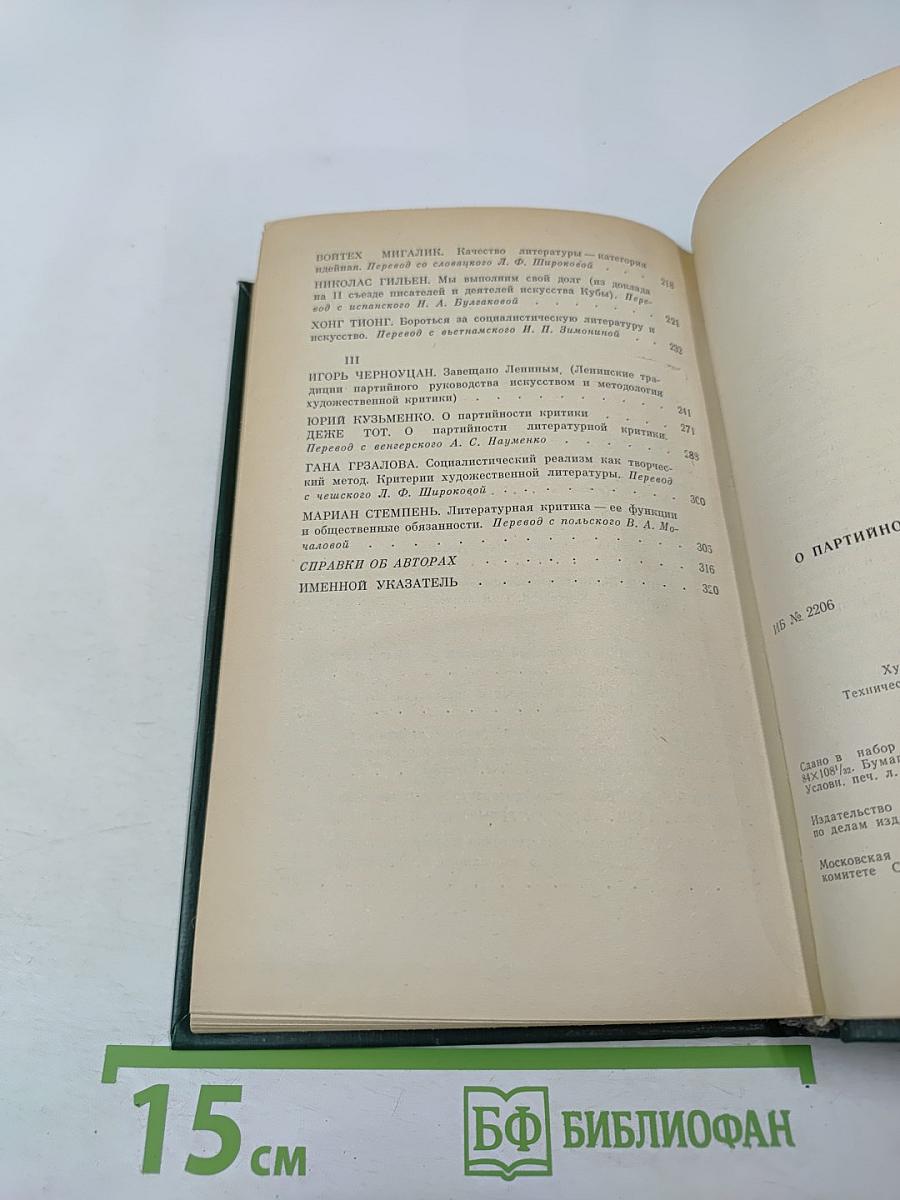 ВОЙТЕХ МИГАЛИК. Качество литературы — категория
идейная. Перевод со словацкого Л. Ф. Широковой . . . 218
НИКОЛАС ГИЛЬЕН. Мы выполним свой долг (из доклада
на II съезде писателей и деятелей искусства Кубы). Пере-
вод с испанского И. А. Булгаковой . . . . . 221
ХОНГ ТИОНГ. Бороться за социалистическую литературу и
искусство. Перевод с вьетнамского И. П. Зимониной . . 232
III
ИГОРЬ ЧЕРНОУЦАН. Завещано Лениным. (Ленинские тра-
диции партийного руководства искусством и методология
художественной критики) . . . . . . . . . 241
ЮРИЙ КУЗЬМЕНКО. О партийности критики . . . . 271
ДЕЖЕ ТОТ. О партийности литературной критики.
Перевод с венгерского А. С. Науменко . . . . . . 288
ГАНА ГРЗАЛОВА. Социалистический реализм как творчес-
кий метод. Критерии художественной литературы. Перевод
с чешского Л. Ф. Широковой . . . . . . . . 300
МАРИАН СТЕМПЕНЬ. Литературная критика — ее функции
и общественные обязанности. Перевод с польского В. А. Мо-
чаловой . . . . . . . . . . . . . 305
СПРАВКИ ОБ АВТОРАХ . . . . . . . . . 316
ИМЕННОЙ УКАЗАТЕЛЬ . . . . . . . . . 320
О ПАРТИЙНО
ИБ № 2206
Ху
Техничес
Сдано в набор
84×108¹/₃₂. Бумаг
Услови. печ. л.
Издательство
по делам изд
Московская
комитете С
15 см
БФ БИБЛИОФАН